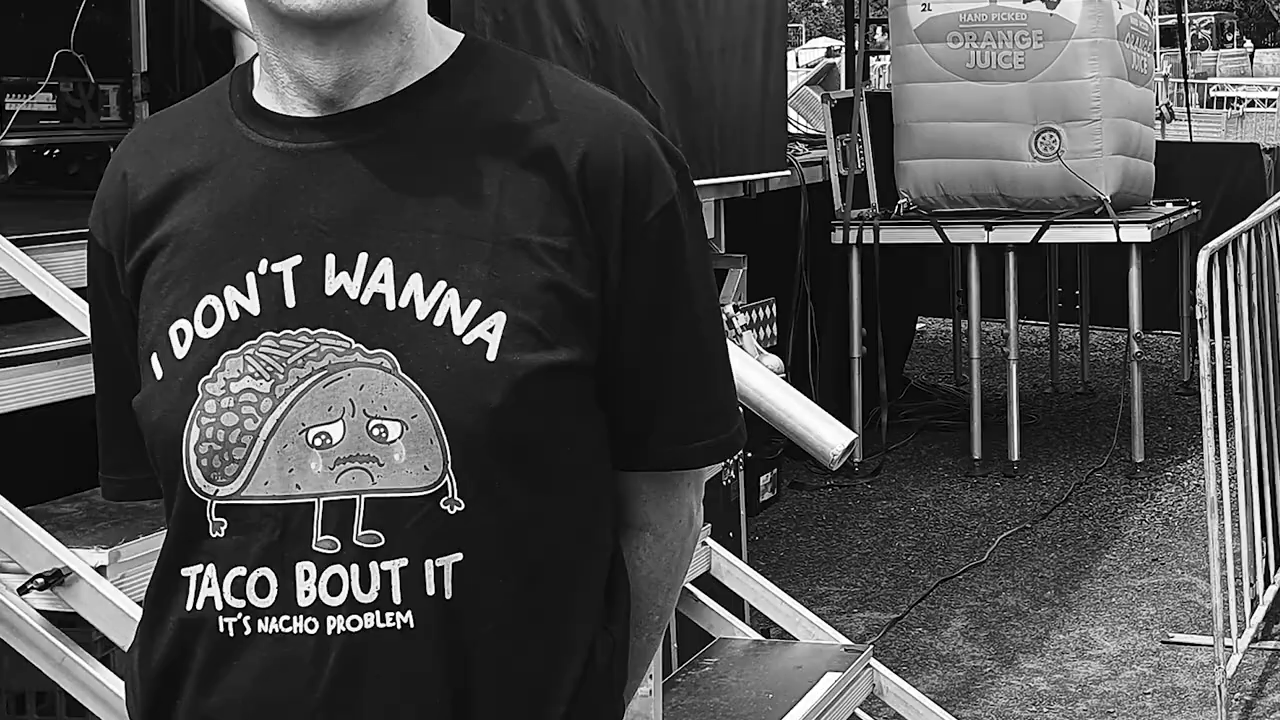 I DON'T WANNA
TACO BOUT IT
IT'S NACHO PROBLEM
2L
HAND PICKED
ORANGE
JUICE